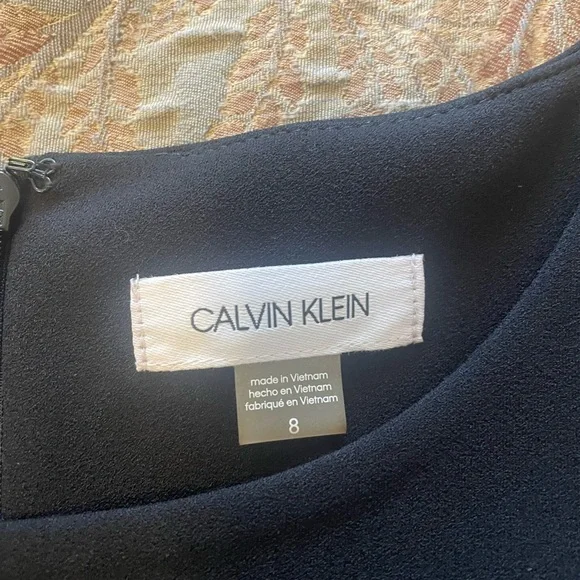 CALVIN KLEIN
made in Vietnam
hecho en Vietnam
fabriqué en Vietnam
8